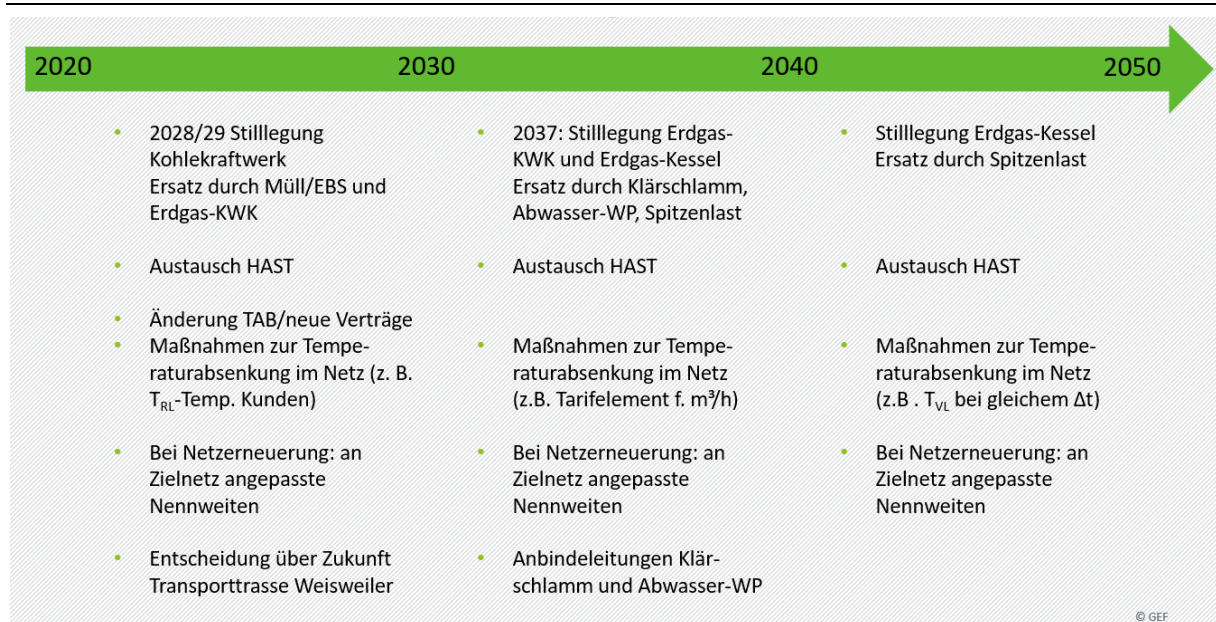 2020 2030 2040 2050
• 2028/29 Stilllegung
Kohlekraftwerk
Ersatz durch Müll/EBS und
Erdgas-KWK
• Austausch HAST
• Änderung TAB/neue Verträge
• Maßnahmen zur Tempe-
raturabsenkung im Netz (z. B.
T_RL-Temp. Kunden)
• Bei Netzerneuerung: an
Zielnetz angepasste
Nennweiten
• Entscheidung über Zukunft
Transporttrasse Weisweiler
• 2037: Stilllegung Erdgas-
KWK und Erdgas-Kessel
Ersatz durch Klärschlamm,
Abwasser-WP, Spitzenlast
• Austausch HAST
• Maßnahmen zur Tempe-
raturabsenkung im Netz
(z.B. Tarifelement f. m³/h)
• Bei Netzerneuerung: an
Zielnetz angepasste
Nennweiten
• Anbindeleitungen Klär-
schlamm und Abwasser-WP
• Stilllegung Erdgas-Kessel
Ersatz durch Spitzenlast
• Austausch HAST
• Maßnahmen zur Tempe-
raturabsenkung im Netz
(z.B . T_VL bei gleichem Δt)
• Bei Netzerneuerung: an
Zielnetz angepasste
Nennweiten
© GEF